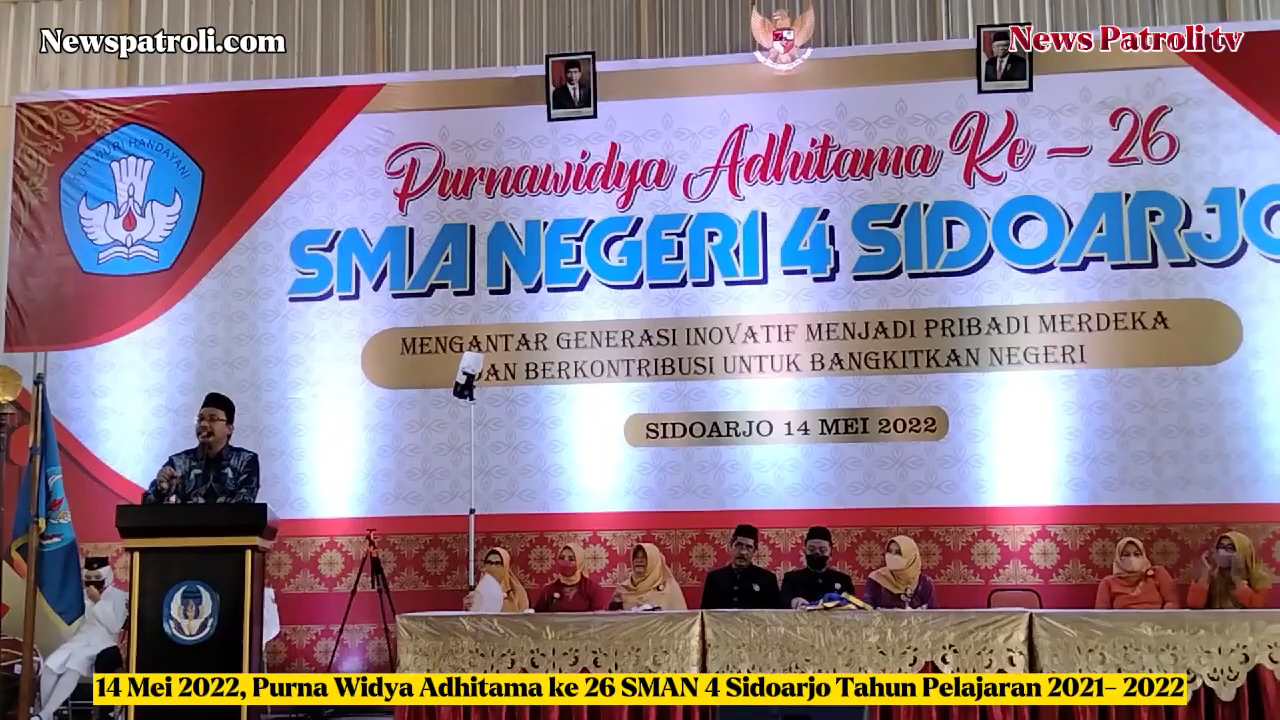 Newspatroli.com
News Patroli tv
TUT WURI HANDAYANI
Purnawidya Adhitama Ke - 26
SMA NEGERI 4 SIDOARJO
MENGANTAR GENERASI INOVATIF MENJADI PRIBADI MERDEKA
DAN BERKONTRIBUSI UNTUK BANGKITKAN NEGERI
SIDOARJO 14 MEI 2022
14 Mei 2022, Purna Widya Adhitama ke 26 SMAN 4 Sidoarjo Tahun Pelajaran 2021- 2022